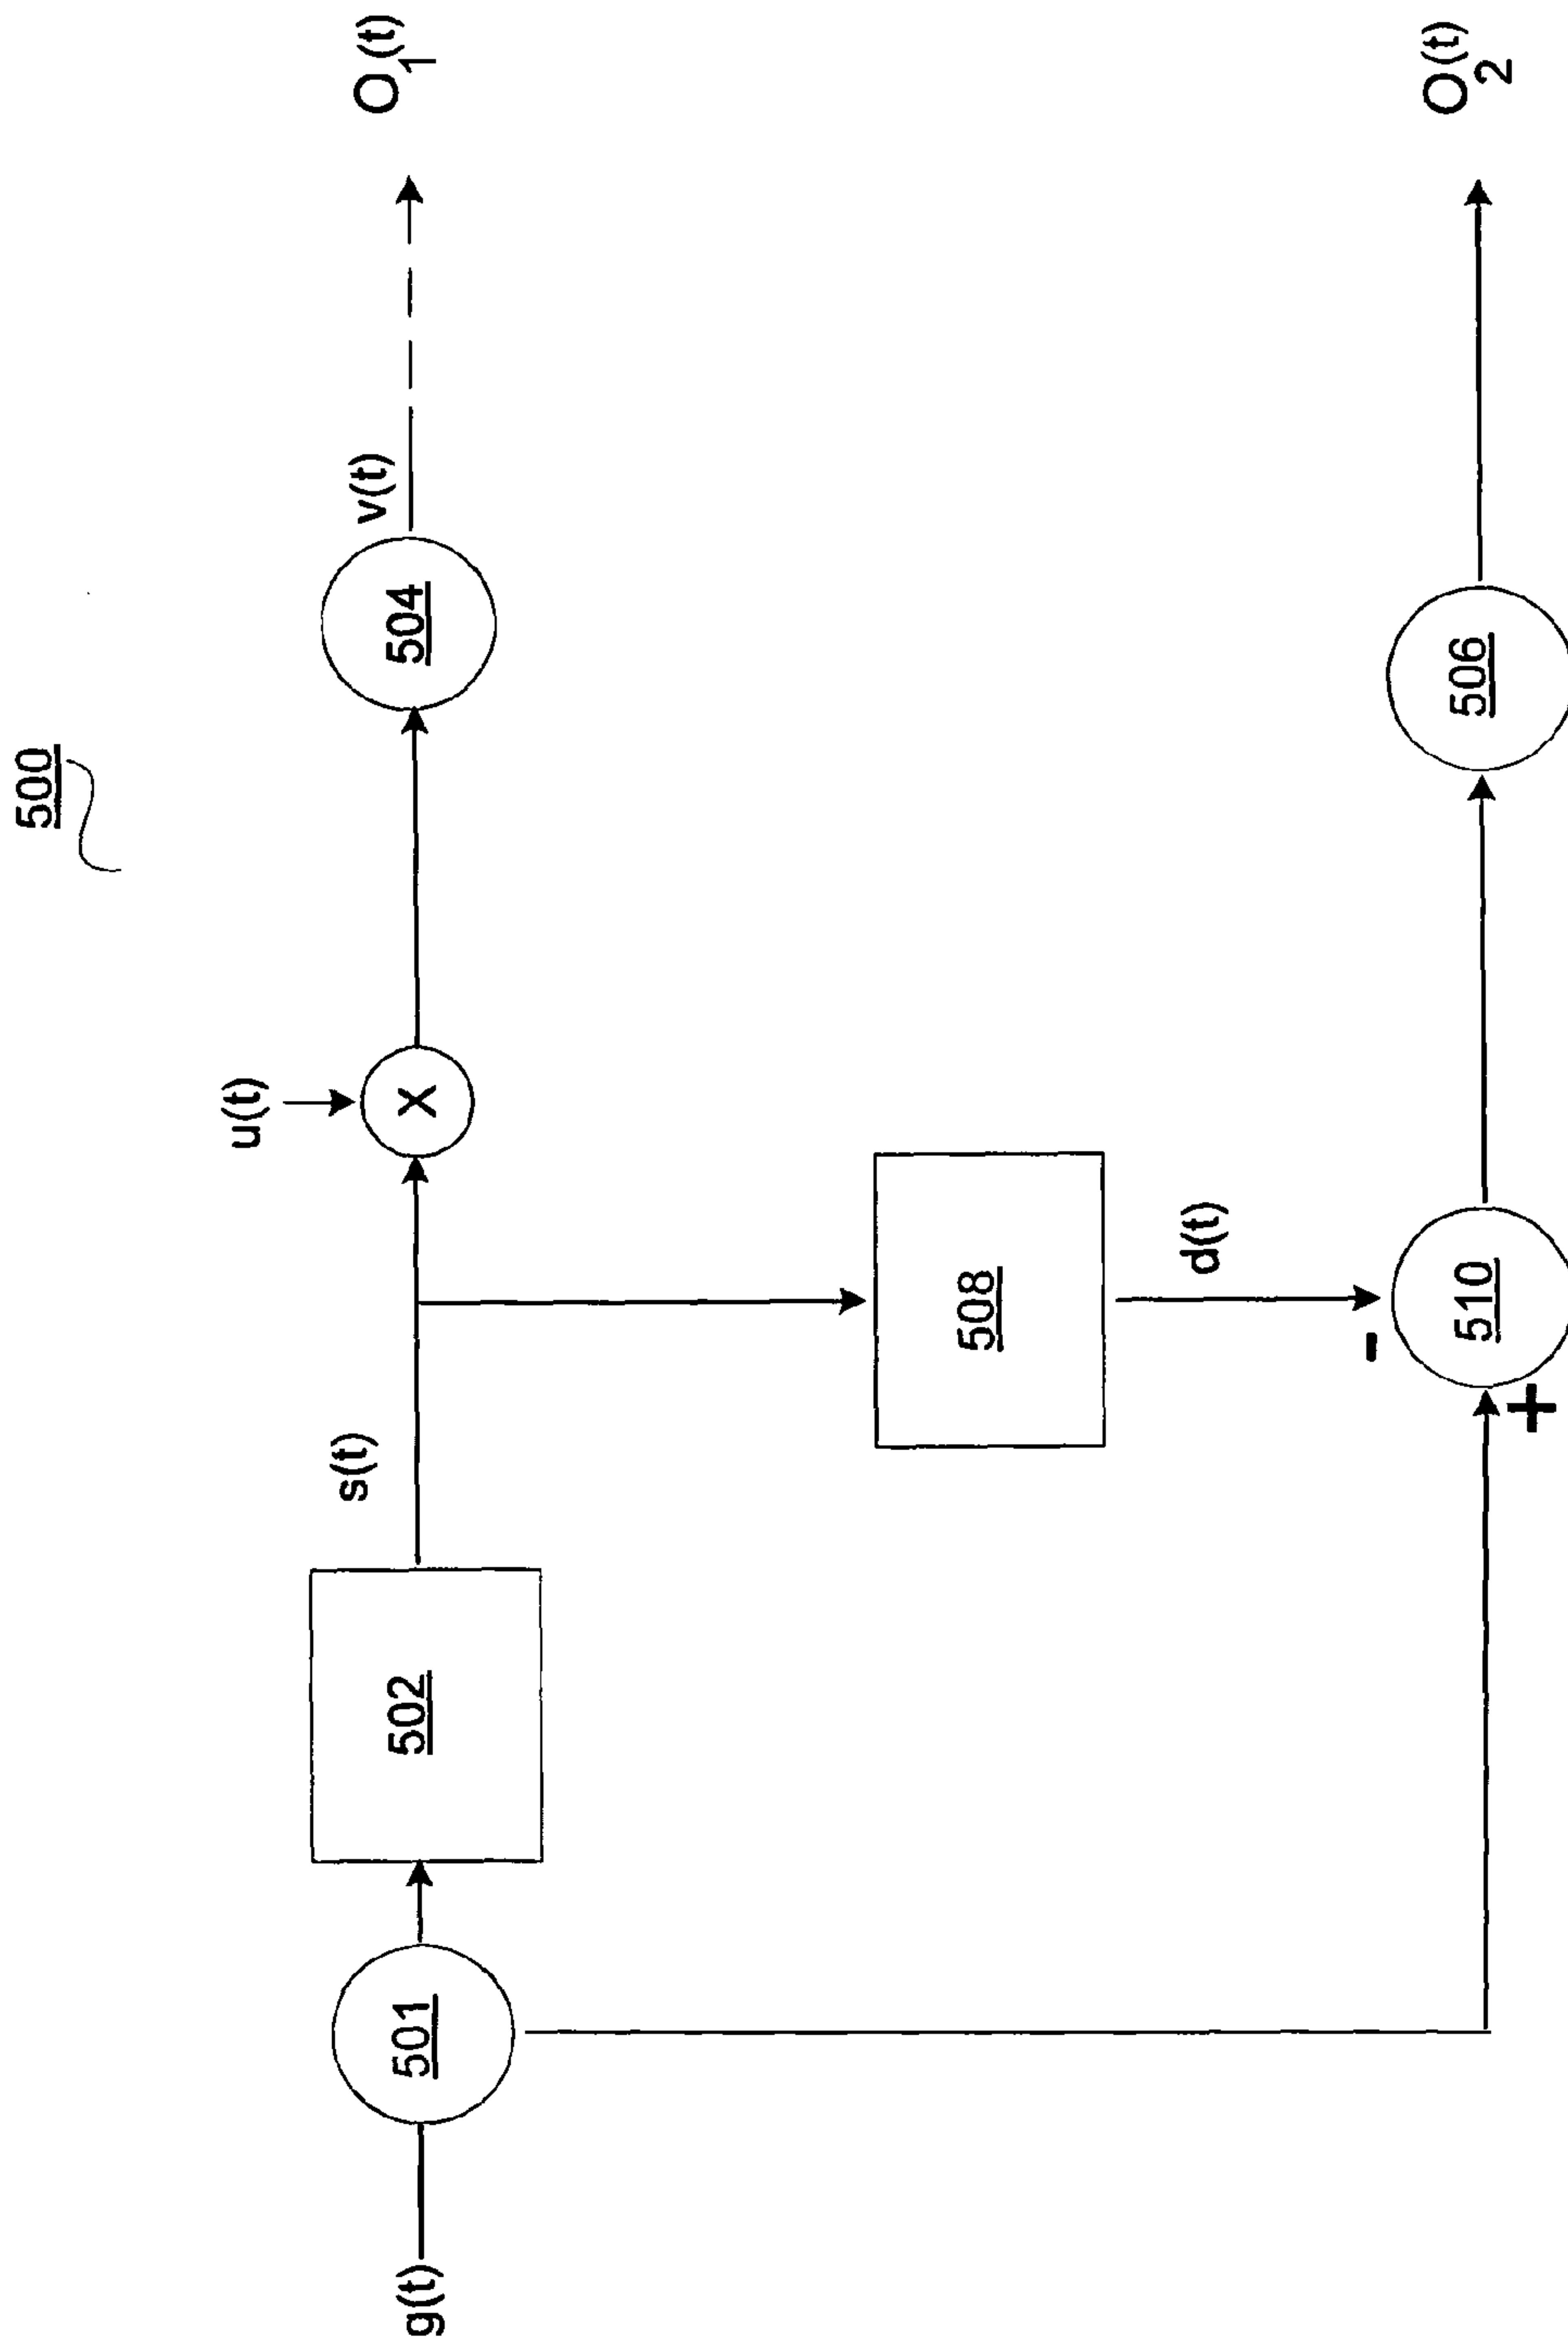 500
u(t)
s(t)
v(t)
O1(t)
g(t)
501
502
X
504
508
d(t)
-
+
510
506
O2(t)